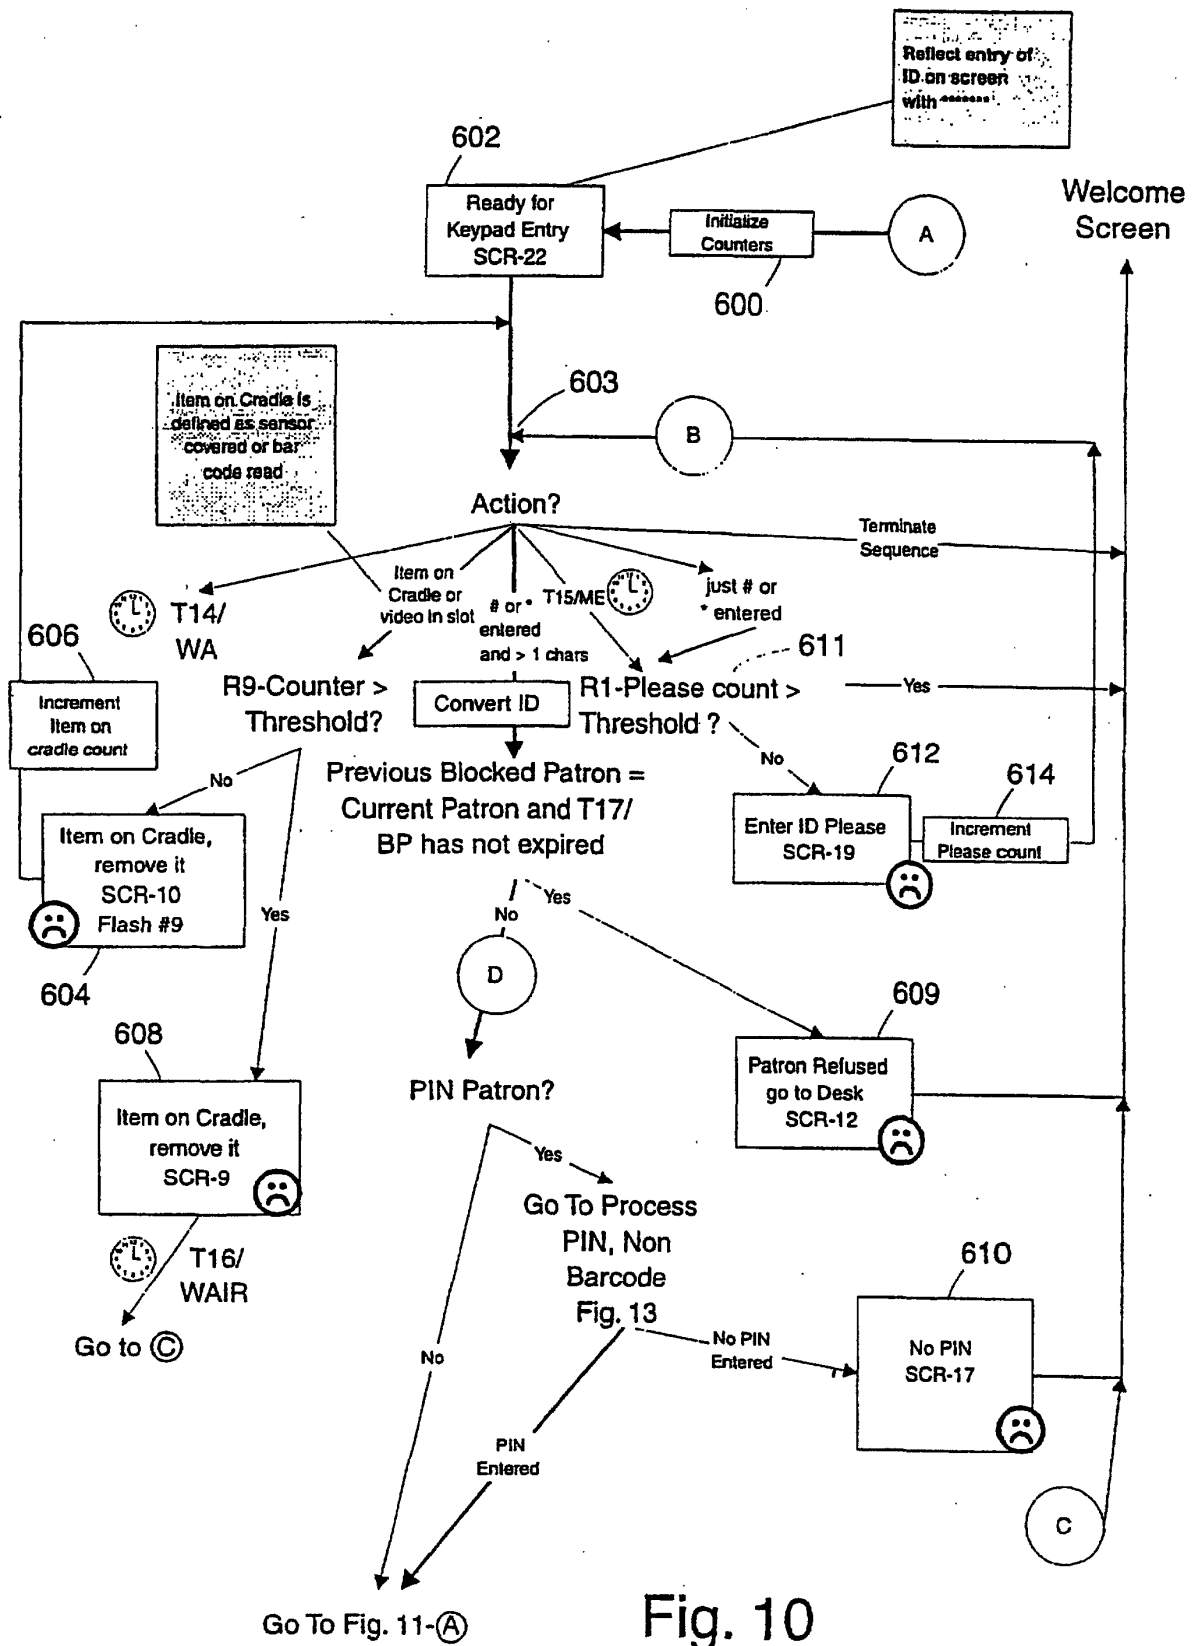 Reflect entry of
ID on screen
with *******
602
Ready for
Keypad Entry
SCR-22
Initialize
Counters
A
600
Welcome
Screen
603
Item on Cradle is
defined as sensor
covered or bar
code read
B
Action?
Terminate
Sequence
T14/
WA
Item on
Cradle or
video in slot
# or *
entered
and > 1 chars
T15/ME
just # or
* entered
606
Increment
Item on
cradle count
R9-Counter >
Threshold?
Convert ID
611
R1-Please count >
Threshold ?
Yes
No
No
Previous Blocked Patron =
Current Patron and T17/
BP has not expired
612
Enter ID Please
SCR-19
614
Increment
Please count
Item on Cradle,
remove it
SCR-10
Flash #9
604
Yes
No
Yes
D
609
Patron Refused
go to Desk
SCR-12
608
Item on Cradle,
remove it
SCR-9
PIN Patron?
Yes
Go To Process
PIN, Non
Barcode
Fig. 13
T16/
WAIR
Go to C
610
No PIN
SCR-17
No PIN
Entered
No
PIN
Entered
C
Go To Fig. 11-A
Fig. 10